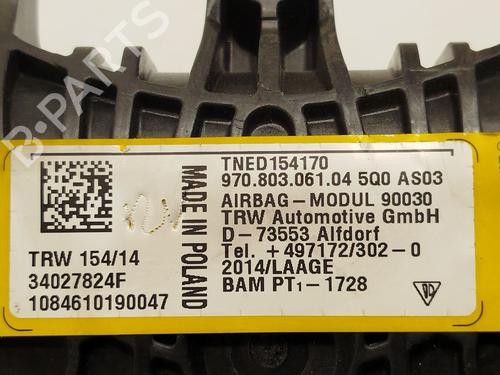 B-PARTS
TNED154170
970.803.061.04 5Q0 AS03
AIRBAG-MODUL 90030
TRW Automotive GmbH
D-73553 Alfdorf
Tel. +497172/302-0
2014/LAAGE
BAM PT1-1728
MADE IN POLAND
TRW 154/14
34027824F
1084610190047